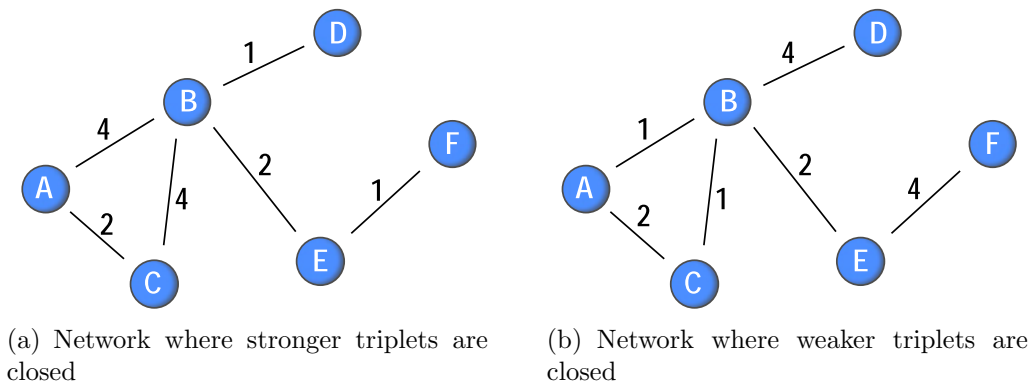 D
1
B
4
F
2
1
A
4
2
E
C
D
4
B
1
F
2
4
A
1
2
E
C
(a) Network where stronger triplets are
closed
(b) Network where weaker triplets are
closed